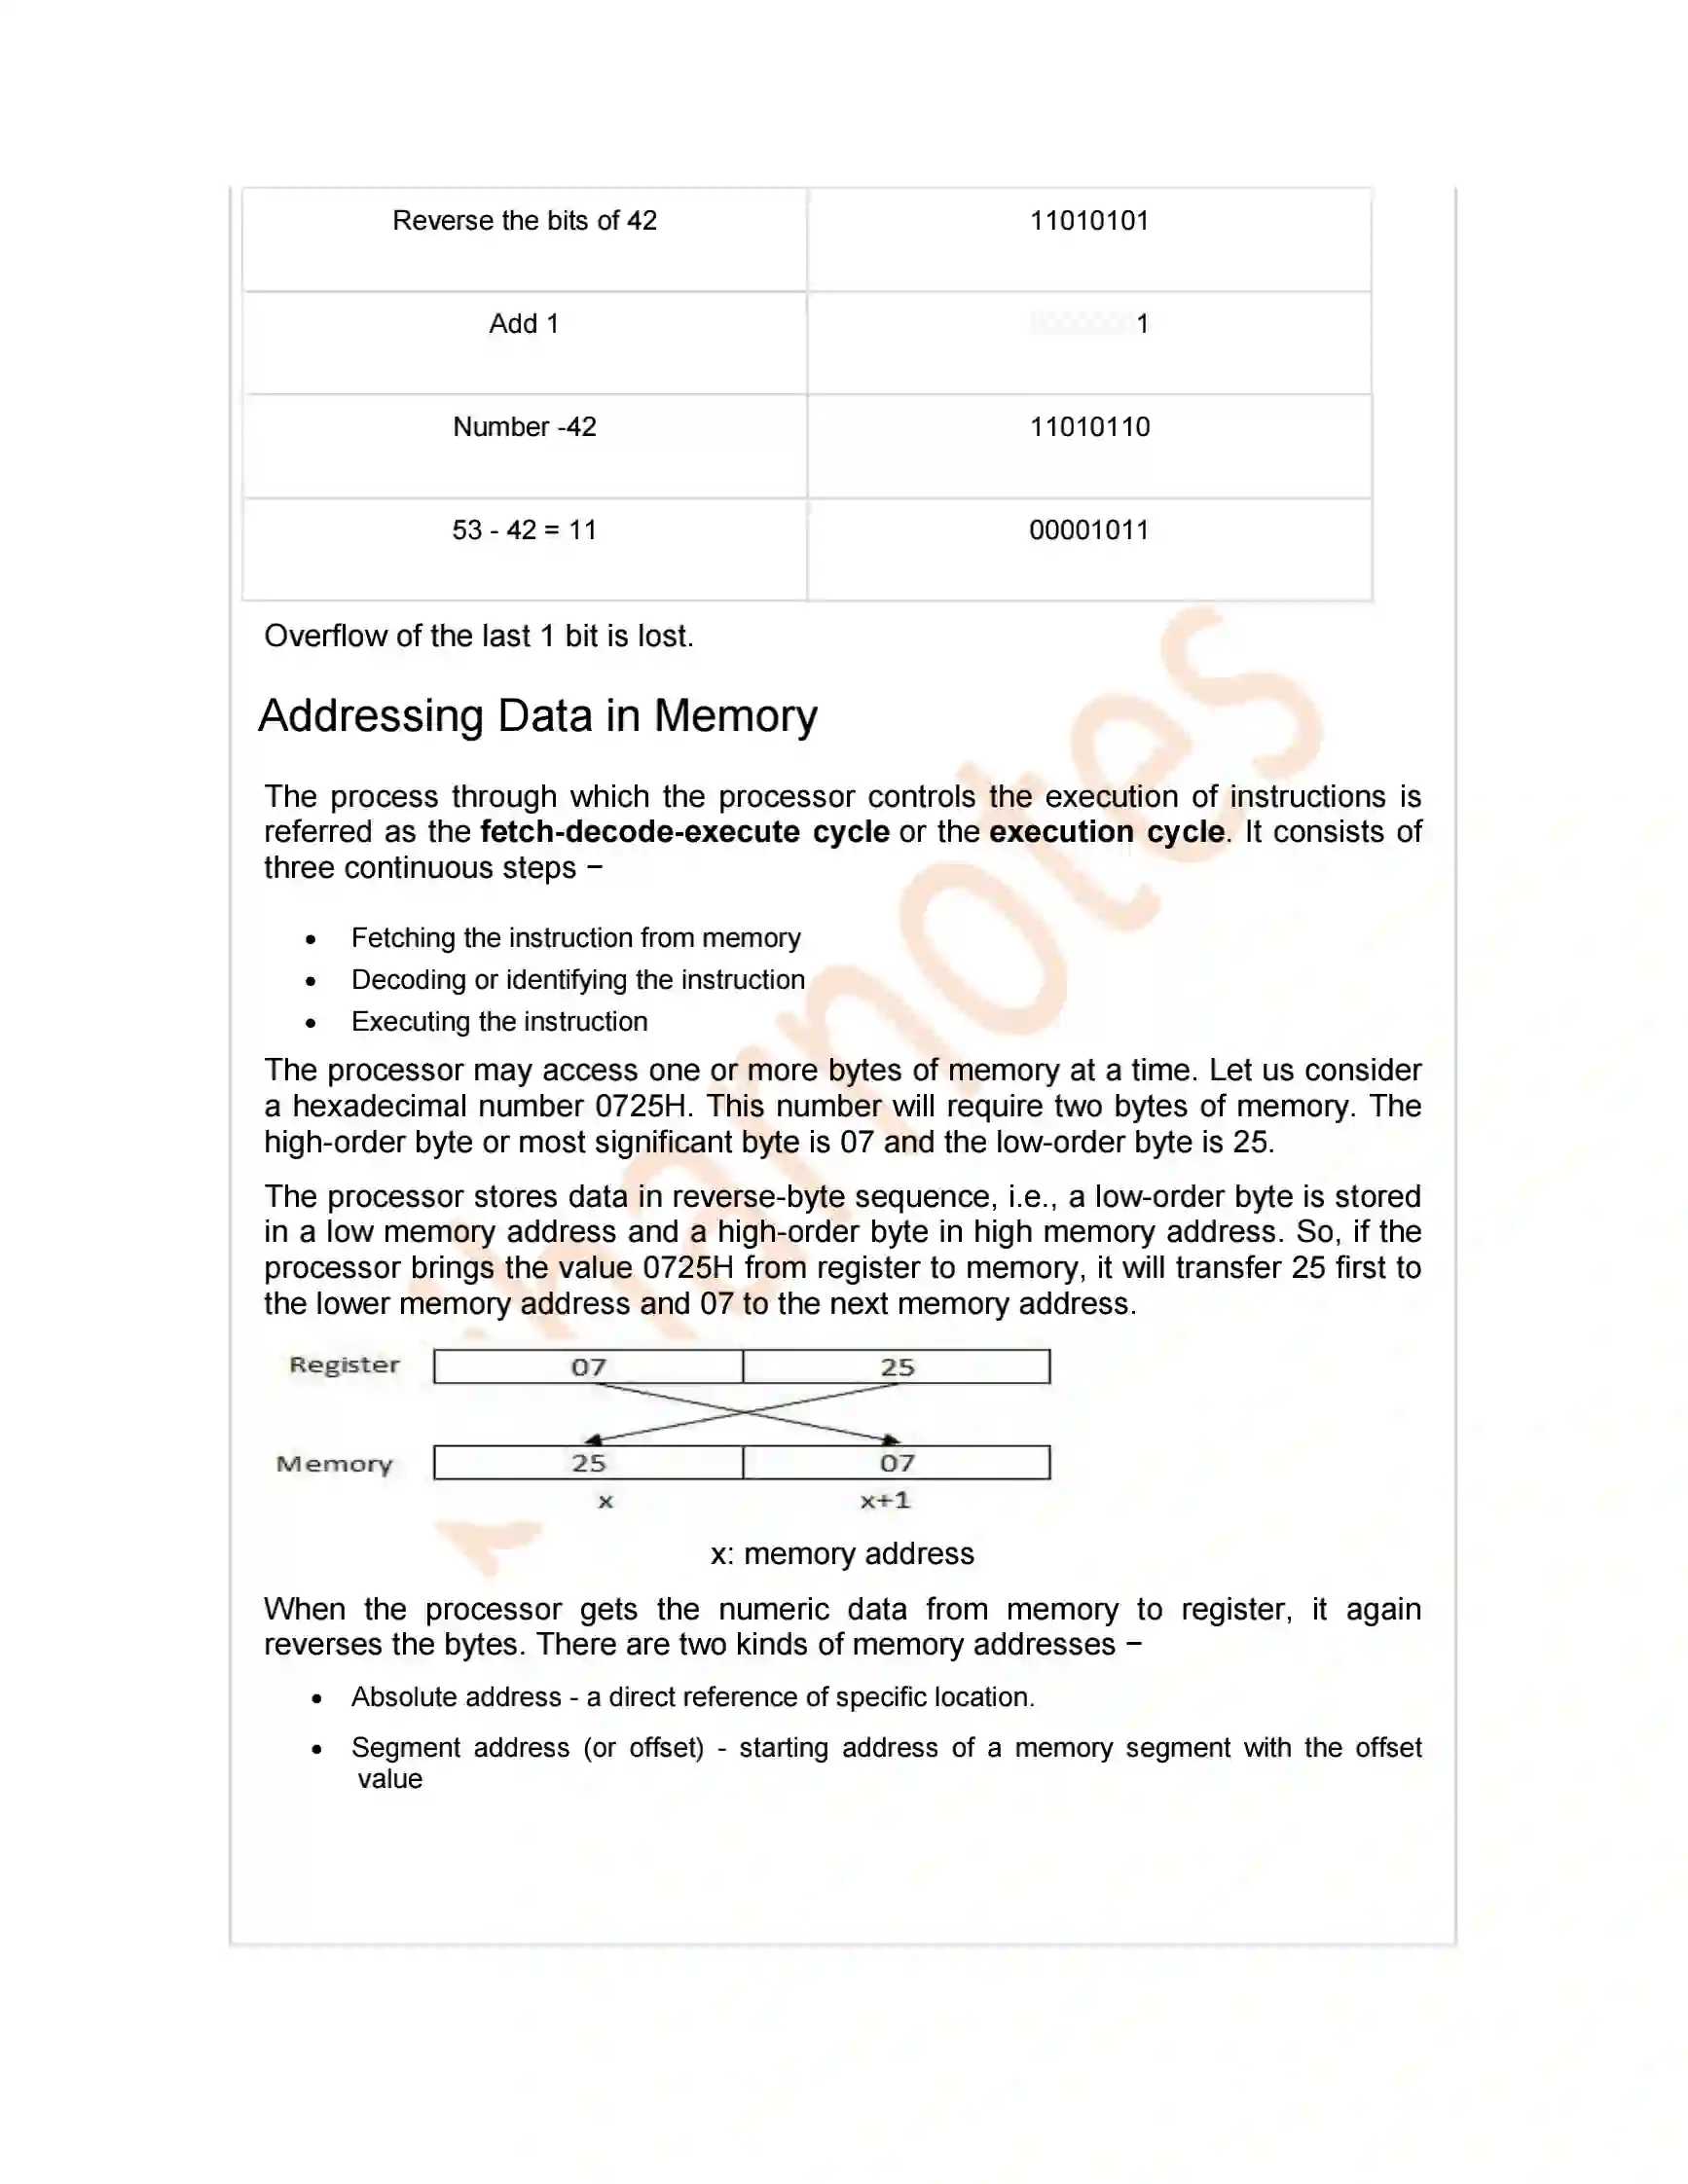 Reverse the bits of 42 11010101
Add 1 1
Number -42 11010110
53 - 42 = 11 00001011
Overflow of the last 1 bit is lost.
Addressing Data in Memory
The process through which the processor controls the execution of instructions is
referred as the fetch-decode-execute cycle or the execution cycle. It consists of
three continuous steps −
• Fetching the instruction from memory
• Decoding or identifying the instruction
• Executing the instruction
The processor may access one or more bytes of memory at a time. Let us consider
a hexadecimal number 0725H. This number will require two bytes of memory. The
high-order byte or most significant byte is 07 and the low-order byte is 25.
The processor stores data in reverse-byte sequence, i.e., a low-order byte is stored
in a low memory address and a high-order byte in high memory address. So, if the
processor brings the value 0725H from register to memory, it will transfer 25 first to
the lower memory address and 07 to the next memory address.
Register 07 25
Memory 25 07
x x+1
x: memory address
When the processor gets the numeric data from memory to register, it again
reverses the bytes. There are two kinds of memory addresses −
• Absolute address - a direct reference of specific location.
• Segment address (or offset) - starting address of a memory segment with the offset
value